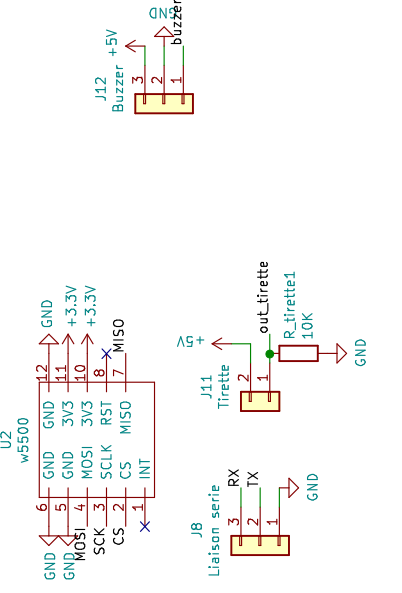 GND
buzzer
+5V
3
2
1
J12
Buzzer
GND
+3.3V
+3.3V
MISO
12
11
10
8
7
U2
w5500
GND
3V3
3V3
RST
MISO
GND
GND
MOSI
SCLK
CS
INT
6
5
4
3
2
1
GND
GND
MOSI
SCK
CS
out_tirette
R_tirette1
10K
GND
+5V
2
1
J11
Tirette
RX
TX
GND
3
2
1
J8
Liaison serie